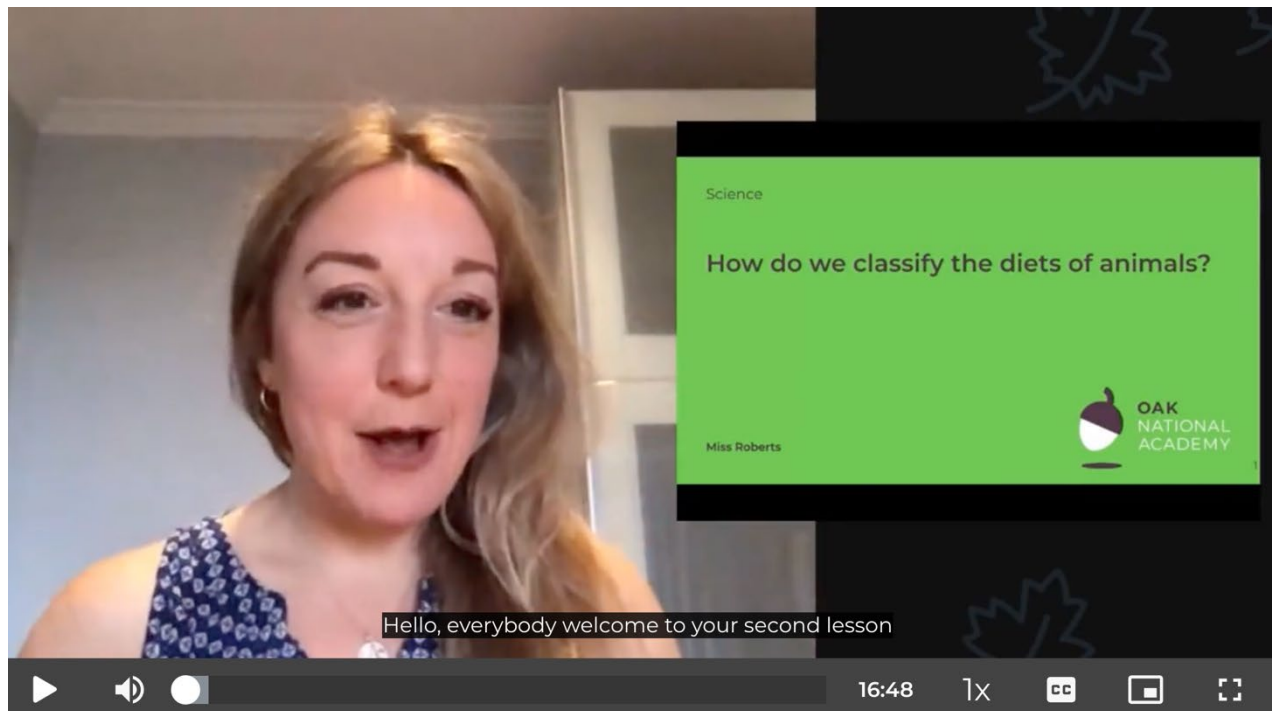 Science
How do we classify the diets of animals?
Miss Roberts
OAK
NATIONAL
ACADEMY
1
Hello, everybody welcome to your second lesson
16:48
1x
CC